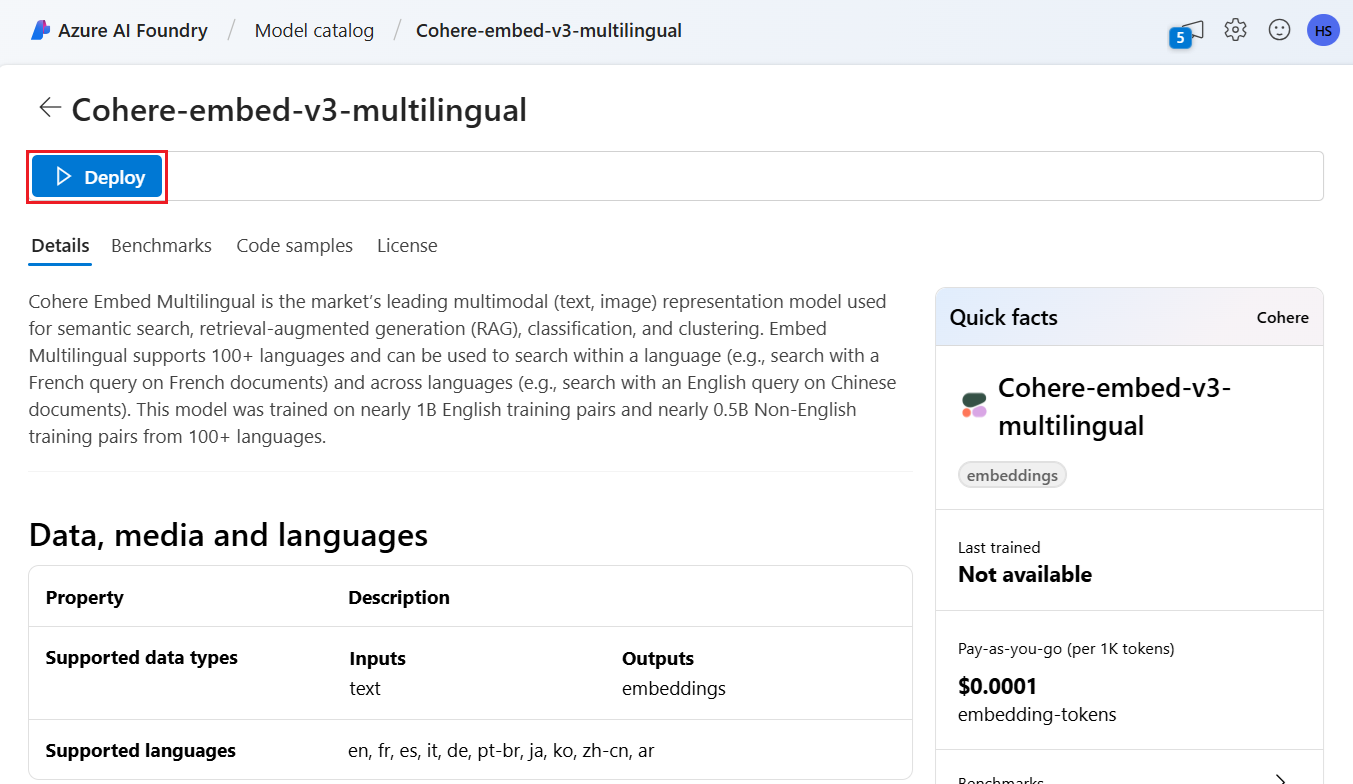 Azure AI Foundry / Model catalog / Cohere-embed-v3-multilingual
5
HS
Cohere-embed-v3-multilingual
Deploy
Details Benchmarks Code samples License
Cohere Embed Multilingual is the market's leading multimodal (text, image) representation model used
for semantic search, retrieval-augmented generation (RAG), classification, and clustering. Embed
Multilingual supports 100+ languages and can be used to search within a language (e.g., search with a
French query on French documents) and across languages (e.g., search with an English query on Chinese
documents). This model was trained on nearly 1B English training pairs and nearly 0.5B Non-English
training pairs from 100+ languages.
Data, media and languages
Property Description
Supported data types Inputs Outputs
text embeddings
Supported languages en, fr, es, it, de, pt-br, ja, ko, zh-cn, ar
Quick facts Cohere
Cohere-embed-v3-
multilingual
embeddings
Last trained
Not available
Pay-as-you-go (per 1K tokens)
$0.0001
embedding-tokens
Benchmarks